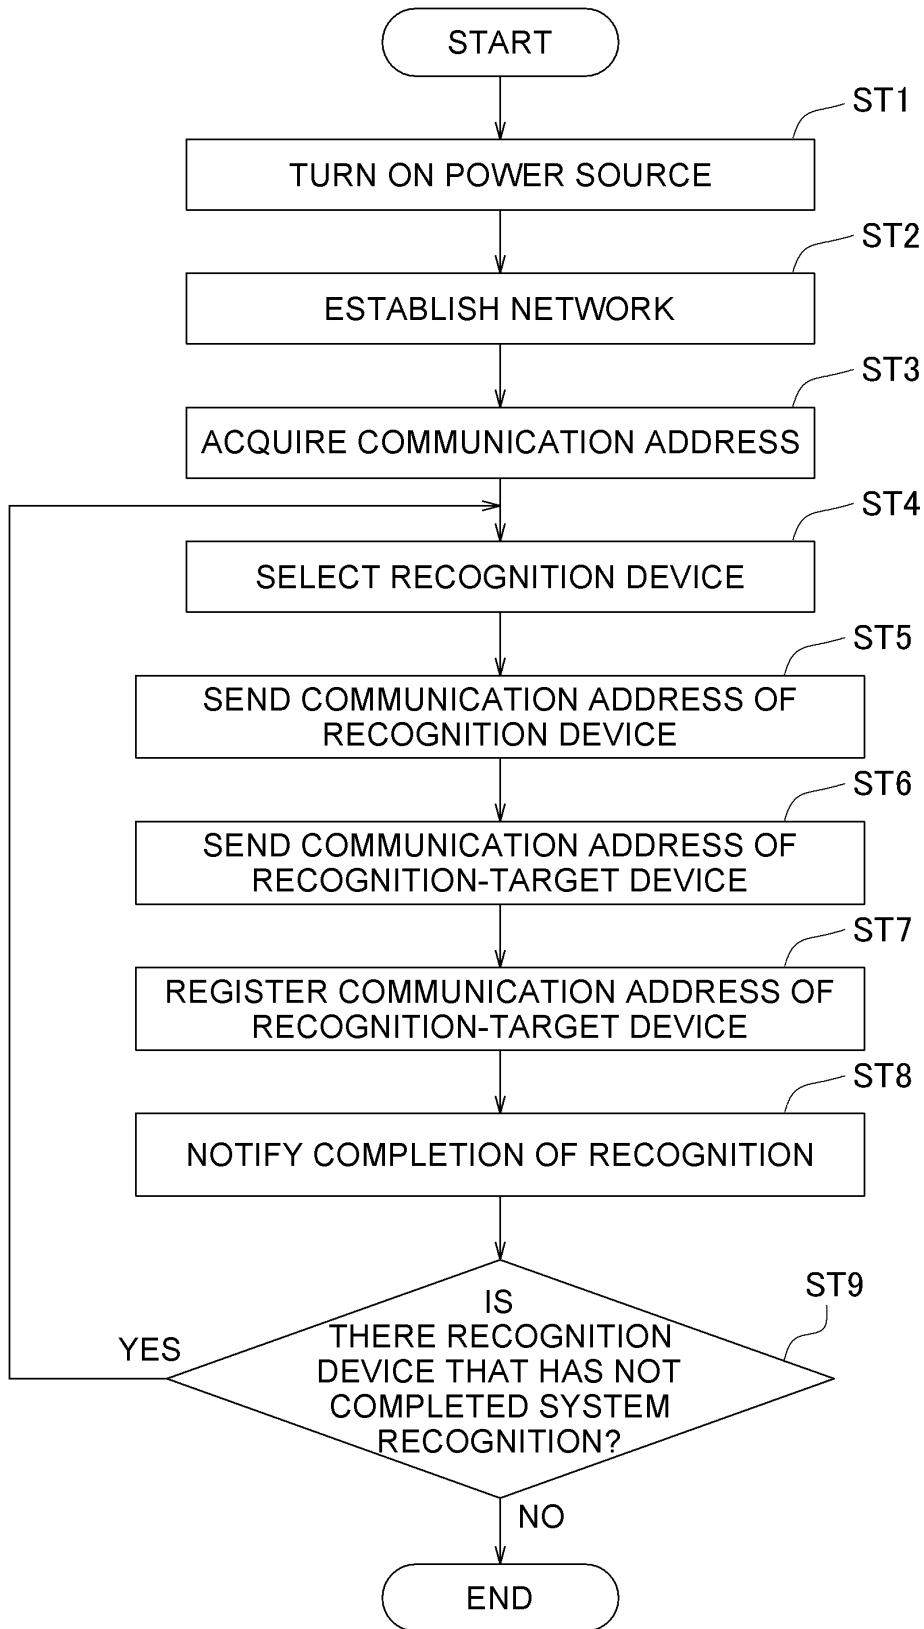 START
ST1
TURN ON POWER SOURCE
ST2
ESTABLISH NETWORK
ST3
ACQUIRE COMMUNICATION ADDRESS
ST4
SELECT RECOGNITION DEVICE
ST5
SEND COMMUNICATION ADDRESS OF
RECOGNITION DEVICE
ST6
SEND COMMUNICATION ADDRESS OF
RECOGNITION-TARGET DEVICE
ST7
REGISTER COMMUNICATION ADDRESS OF
RECOGNITION-TARGET DEVICE
ST8
NOTIFY COMPLETION OF RECOGNITION
ST9
IS
THERE RECOGNITION
DEVICE THAT HAS NOT
COMPLETED SYSTEM
RECOGNITION?
YES
NO
END